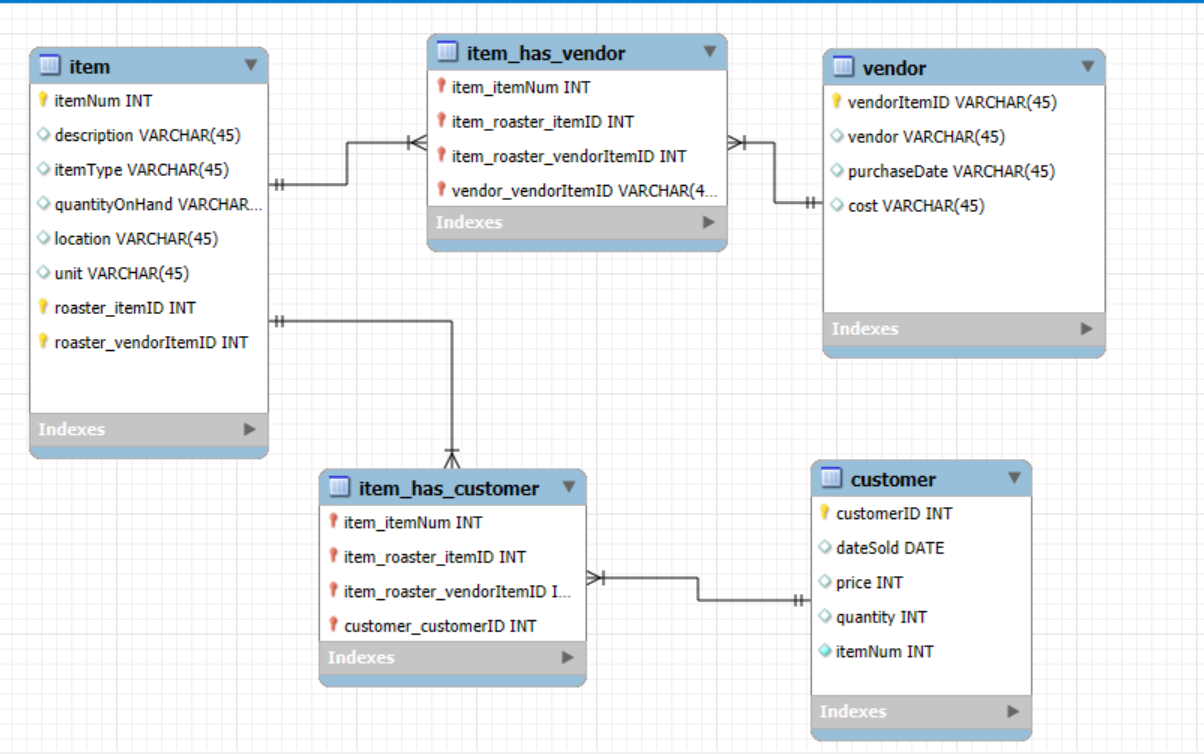 item
itemNum INT
description VARCHAR(45)
itemType VARCHAR(45)
quantityOnHand VARCHAR...
location VARCHAR(45)
unit VARCHAR(45)
roaster_itemID INT
roaster_vendorItemID INT
Indexes
item_has_vendor
item_itemNum INT
item_roaster_itemID INT
item_roaster_vendorItemID INT
vendor_vendorItemID VARCHAR(4...
Indexes
vendor
vendorItemID VARCHAR(45)
vendor VARCHAR(45)
purchaseDate VARCHAR(45)
cost VARCHAR(45)
Indexes
item_has_customer
item_itemNum INT
item_roaster_itemID INT
item_roaster_vendorItemID I...
customer_customerID INT
Indexes
customer
customerID INT
dateSold DATE
price INT
quantity INT
itemNum INT
Indexes